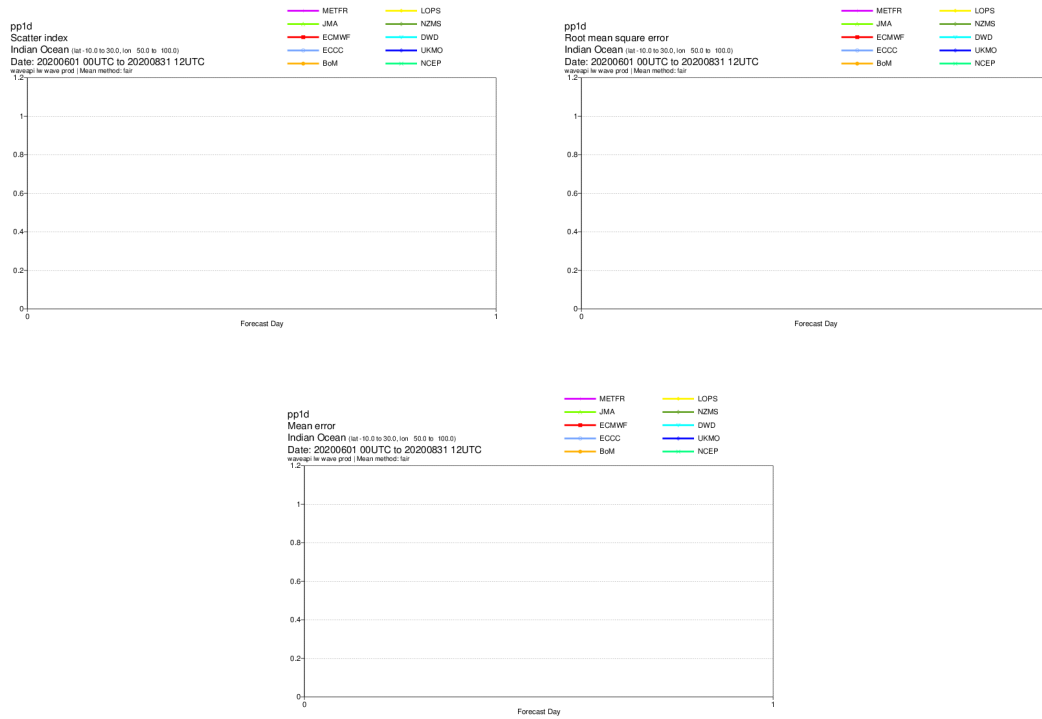 pp1d
Scatter index
Indian Ocean (lat -10.0 to 30.0, lon 50.0 to 100.0)
Date: 20200601 00UTC to 20200831 12UTC
waveapi lw wave prod | Mean method: fair
METFR
JMA
ECMWF
ECCC
BoM
LOPS
NZMS
DWD
UKMO
NCEP
1.2
1
0.8
0.6
0.4
0.2
0
0 1
Forecast Day
pp1d
Root mean square error
Indian Ocean (lat -10.0 to 30.0, lon 50.0 to 100.0)
Date: 20200601 00UTC to 20200831 12UTC
waveapi lw wave prod | Mean method: fair
METFR
JMA
ECMWF
ECCC
BoM
LOPS
NZMS
DWD
UKMO
NCEP
1.2
1
0.8
0.6
0.4
0.2
0
0
Forecast Day
pp1d
Mean error
Indian Ocean (lat -10.0 to 30.0, lon 50.0 to 100.0)
Date: 20200601 00UTC to 20200831 12UTC
waveapi lw wave prod | Mean method: fair
METFR
JMA
ECMWF
ECCC
BoM
LOPS
NZMS
DWD
UKMO
NCEP
1.2
1
0.8
0.6
0.4
0.2
0
0 1
Forecast Day